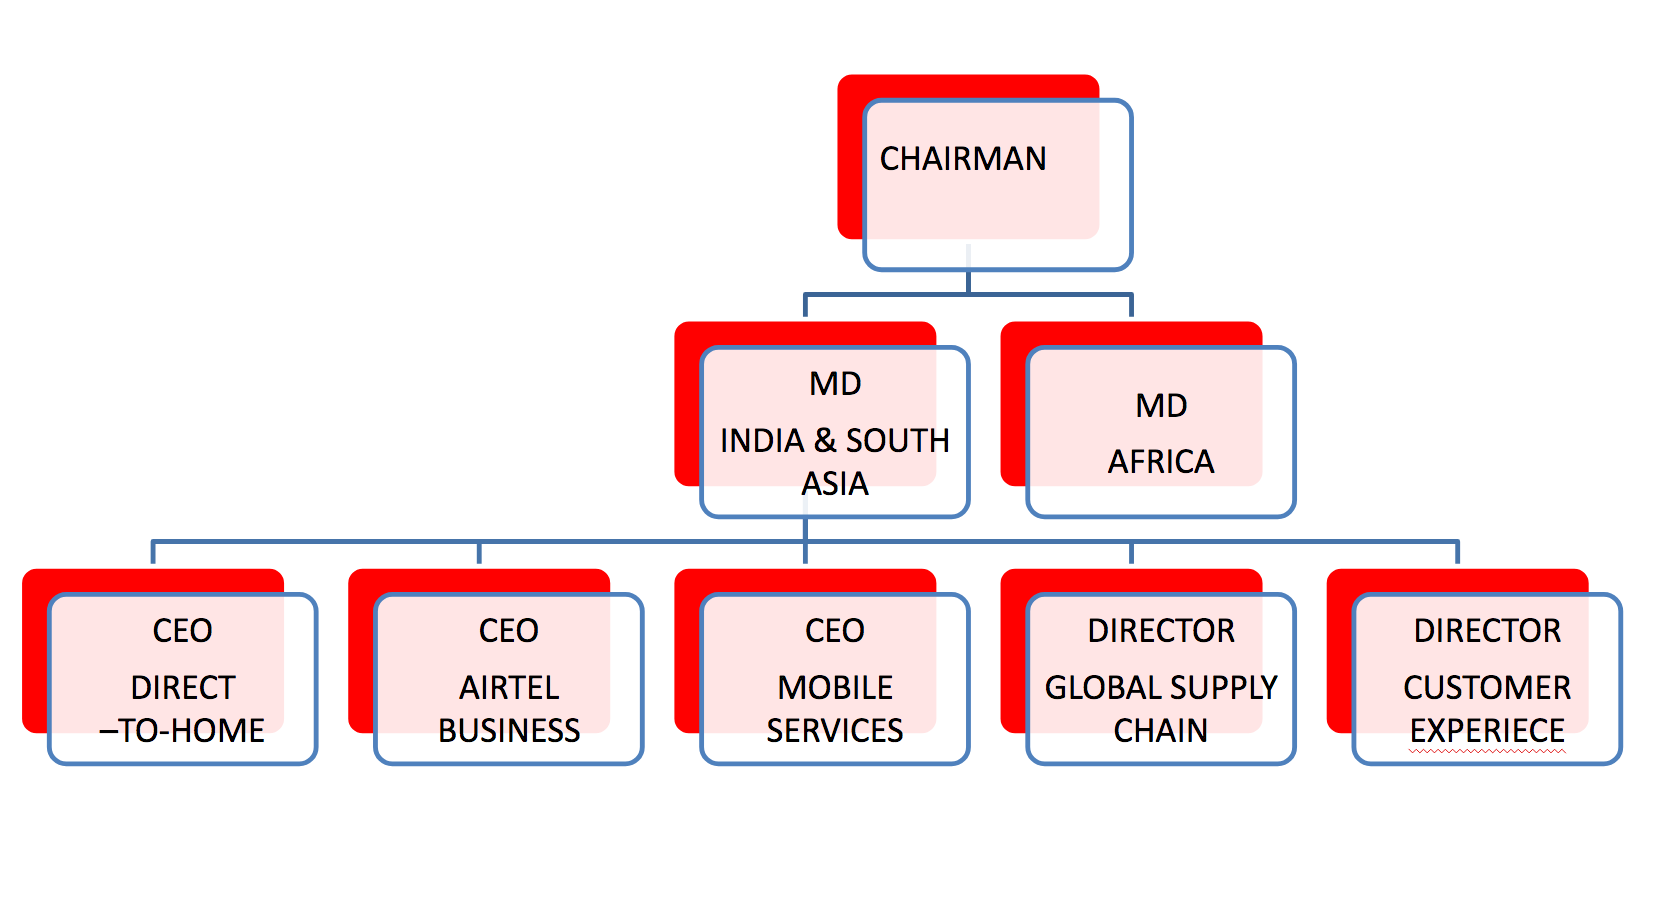 CHAIRMAN
MD
INDIA & SOUTH
ASIA
MD
AFRICA
CEO
DIRECT
–TO-HOME
CEO
AIRTEL
BUSINESS
CEO
MOBILE
SERVICES
DIRECTOR
GLOBAL SUPPLY
CHAIN
DIRECTOR
CUSTOMER
EXPERIECE